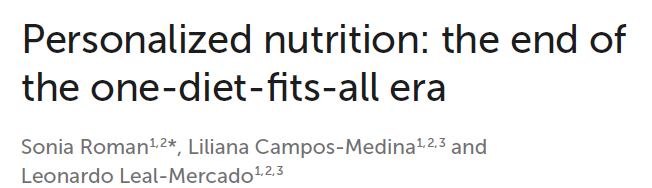 Personalized nutrition: the end of
the one-diet-fits-all era
Sonia Roman1,2*, Liliana Campos-Medina1,2,3 and
Leonardo Leal-Mercado1,2,3